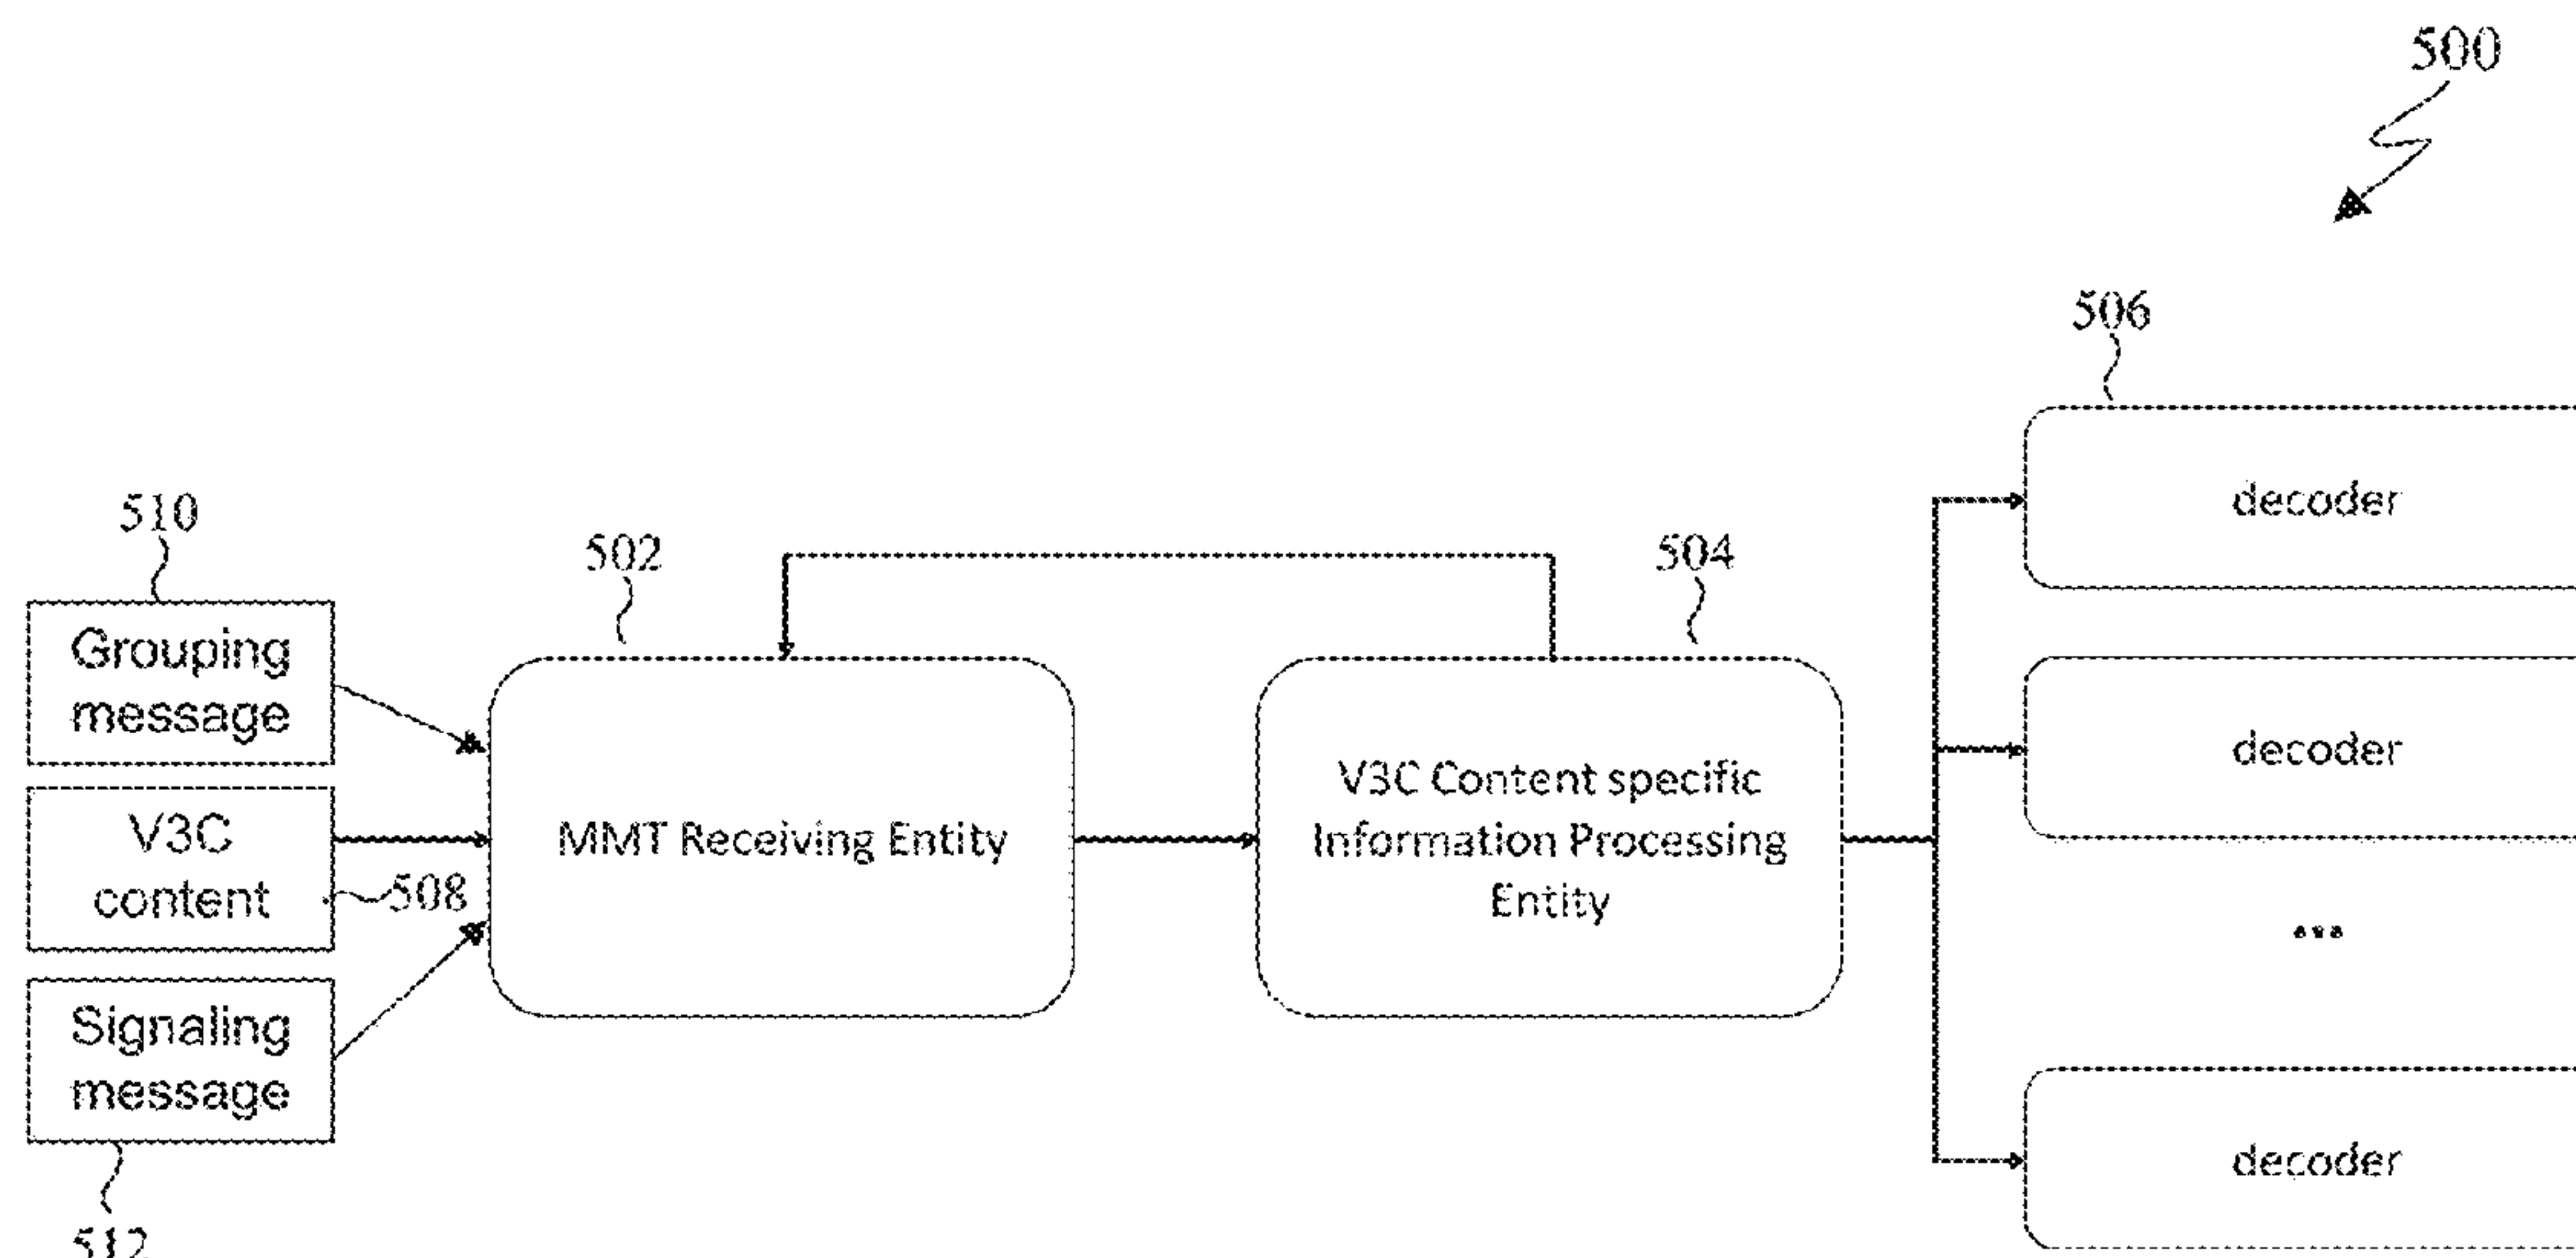 500
506
decoder
510
502
504
Grouping
message
decoder
V3C
content
508
MMT Receiving Entity
V3C Content specific
Information Processing
Entity
...
Signaling
message
decoder
512